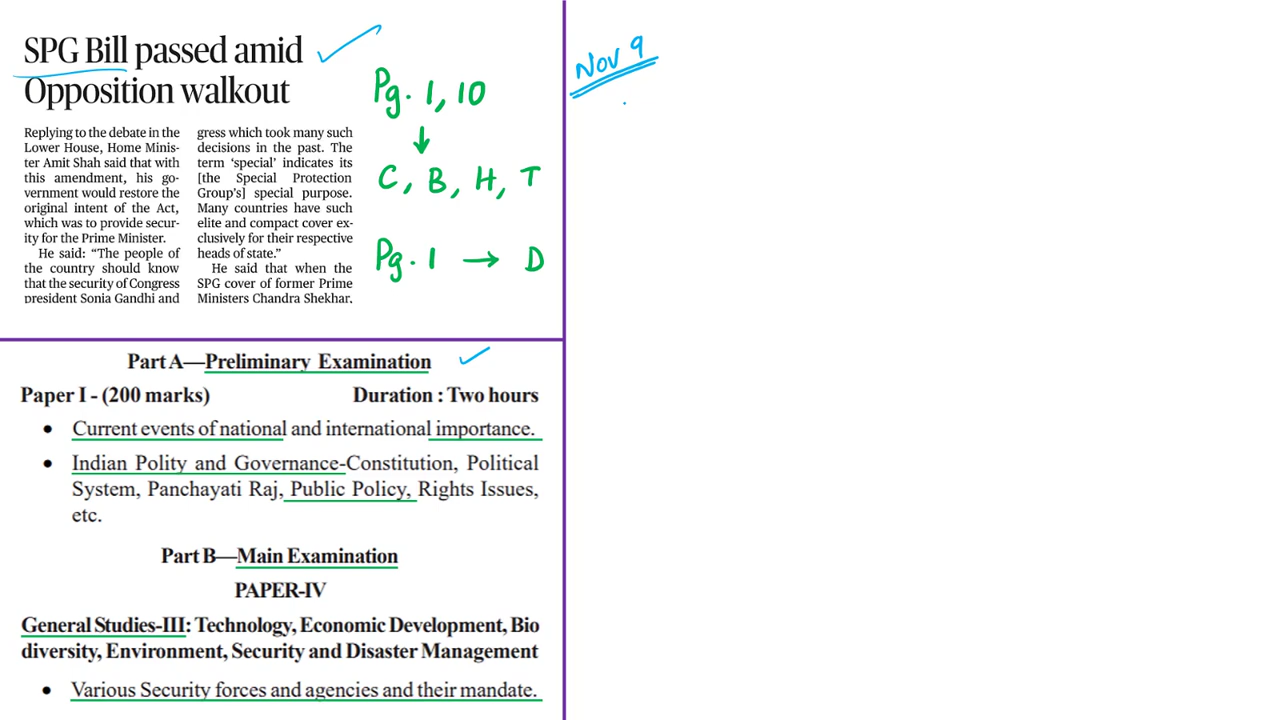 SPG Bill passed amid
Opposition walkout
Replying to the debate in the
Lower House, Home Minis-
ter Amit Shah said that with
this amendment, his go-
vernment would restore the
original intent of the Act,
which was to provide secur-
ity for the Prime Minister.
He said: “The people of
the country should know
that the security of Congress
president Sonia Gandhi and
gress which took many such
decisions in the past. The
term ‘special’ indicates its
[the Special Protection
Group’s] special purpose.
Many countries have such
elite and compact cover ex-
clusively for their respective
heads of state.”
He said that when the
SPG cover of former Prime
Ministers Chandra Shekhar,
Pg. 1, 10
C, B, H, T
Pg. 1 → D
Nov 9
Part A—Preliminary Examination
Paper I - (200 marks) Duration : Two hours
• Current events of national and international importance.
• Indian Polity and Governance-Constitution, Political
System, Panchayati Raj, Public Policy, Rights Issues,
etc.
Part B—Main Examination
PAPER-IV
General Studies-III: Technology, Economic Development, Bio
diversity, Environment, Security and Disaster Management
• Various Security forces and agencies and their mandate.